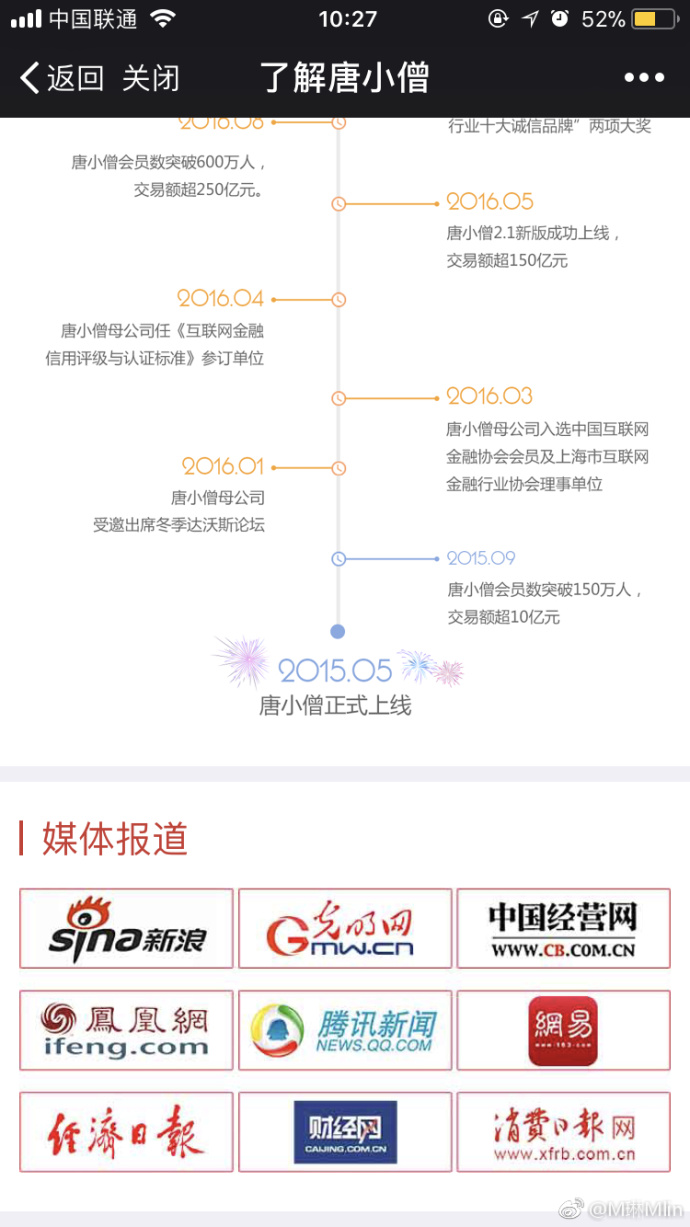 中国联通
10:27
52%
返回 关闭 了解唐小僧
2016.08
唐小僧会员数突破600万人，
交易额超250亿元。
行业十大诚信品牌”两项大奖
2016.05
唐小僧2.1新版成功上线，
交易额超150亿元
2016.04
唐小僧母公司任《互联网金融
信用评级与认证标准》参订单位
2016.03
唐小僧母公司入选中国互联网
金融协会会员及上海市互联网
金融行业协会理事单位
2016.01
唐小僧母公司
受邀出席冬季达沃斯论坛
2015.09
唐小僧会员数突破150万人，
交易额超10亿元
2015.05
唐小僧正式上线
媒体报道
sina新浪
光明网
Gmw.cn
中国经营网
WWW.CB.COM.CN
鳳凰網
ifeng.com
腾讯新闻
NEWS.QQ.COM
網易
www.163.com
经济日报
财经网
CAIJING.COM.CN
消费日报网
www.xfrb.com.cn
@M琳Mlin